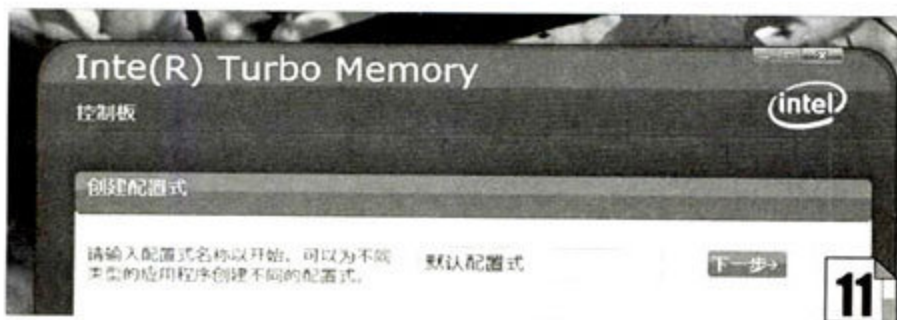 Inte(R) Turbo Memory
intel
控制板
创建配置式
请输入配置式名称以开始。可以为不同
类型的应用程序创建不同的配置式。
默认配置式
下一步→
11